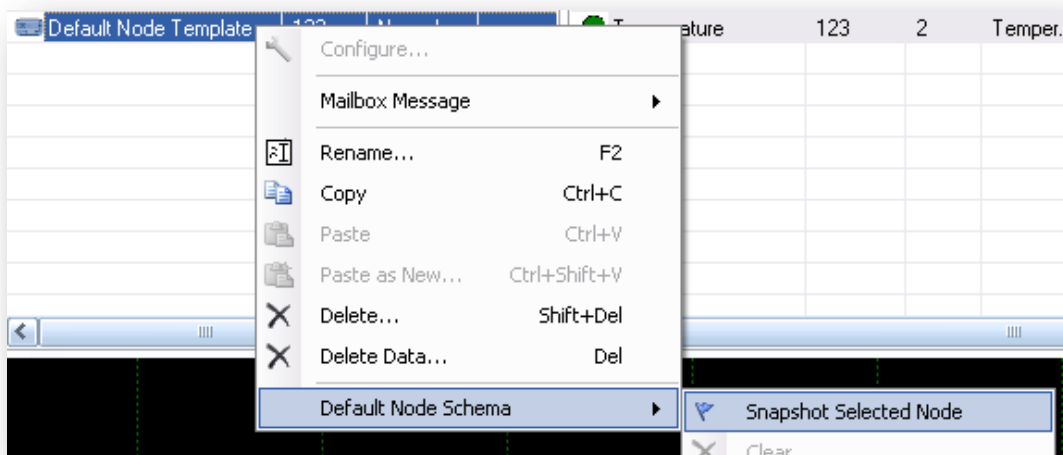 Default Node Template
ature 123 2 Temper.
Configure...
Mailbox Message
Rename... F2
Copy Ctrl+C
Paste Ctrl+V
Paste as New... Ctrl+Shift+V
Delete... Shift+Del
Delete Data... Del
Default Node Schema
Snapshot Selected Node
Clear